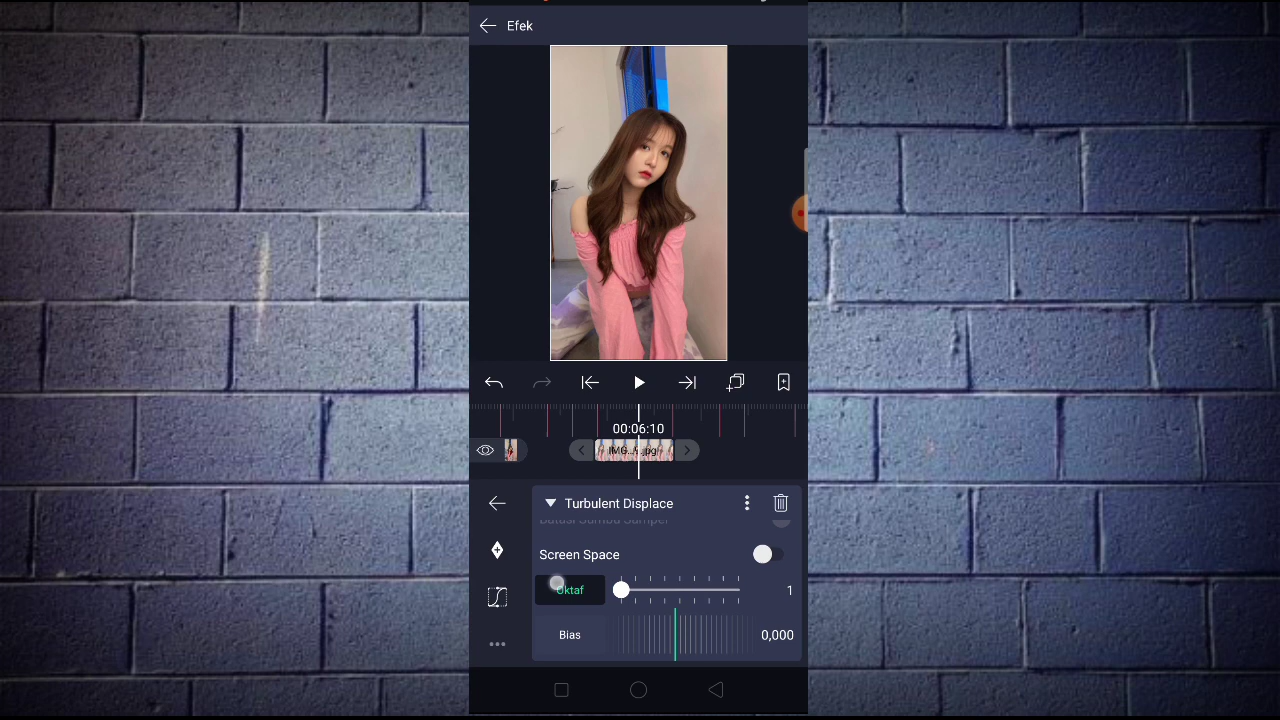 Efek
00:06:10
IMG...jpg
Turbulent Displace
Batasi Sumbu Sampel
Screen Space
Oktaf
1
Bias
0,000